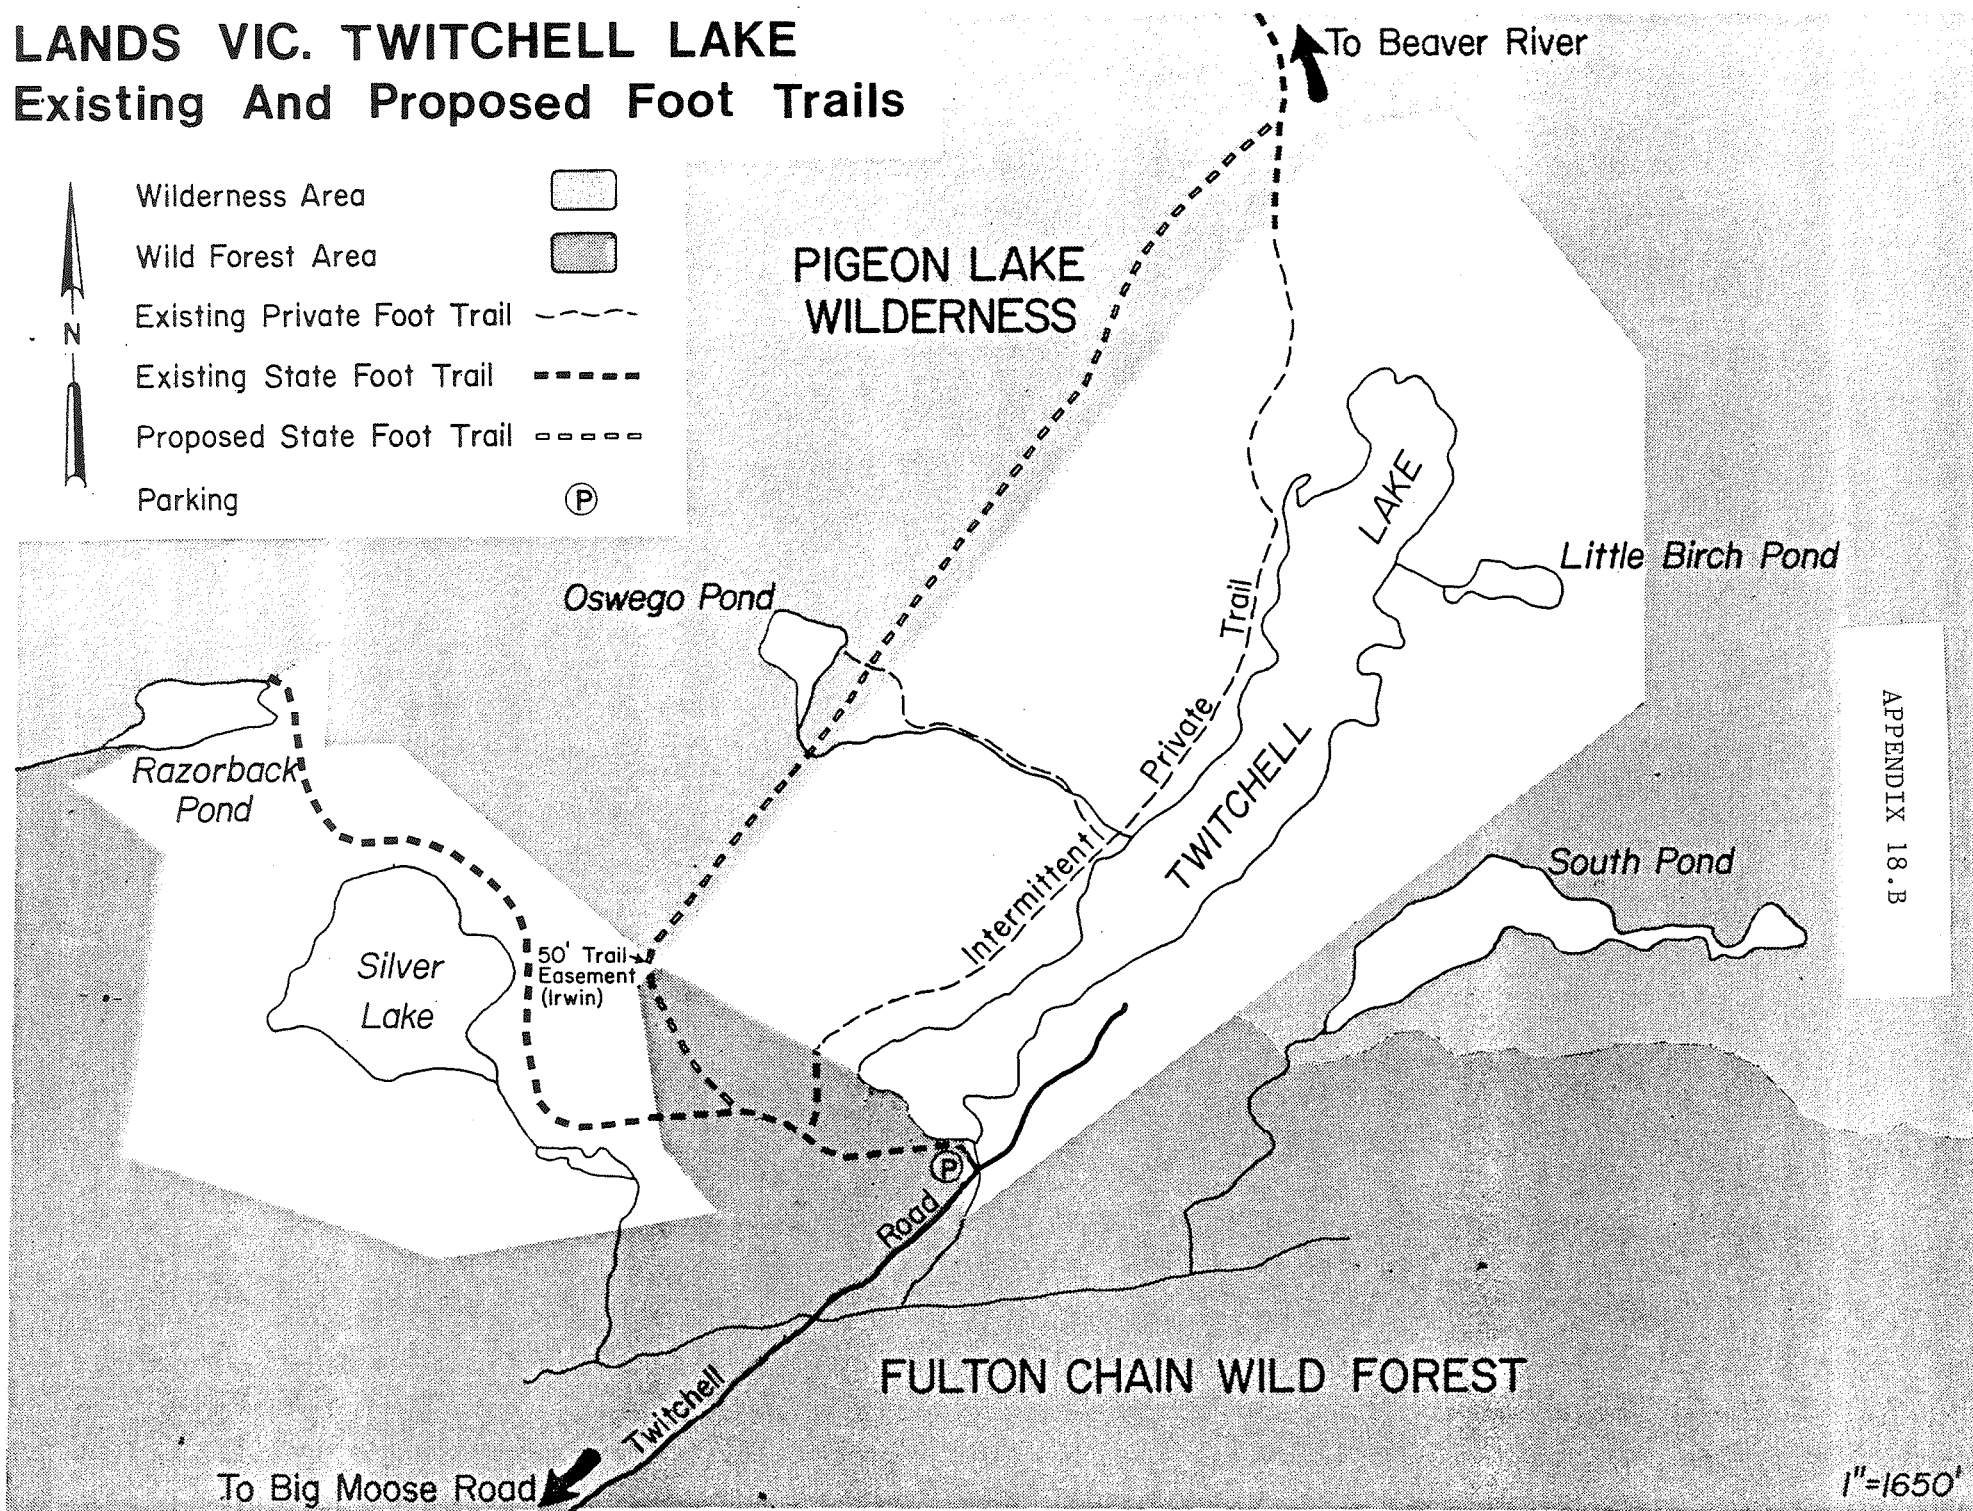 LANDS VIC. TWITCHELL LAKE
Existing And Proposed Foot Trails
To Beaver River
Wilderness Area
Wild Forest Area
Existing Private Foot Trail
Existing State Foot Trail
Proposed State Foot Trail
Parking
P
N
PIGEON LAKE
WILDERNESS
LAKE
Little Birch Pond
Oswego Pond
Trail
Private
Intermittent
TWITCHELL
Razorback
Pond
South Pond
APPENDIX 18.B
Silver
Lake
50' Trail
Easement
(Irwin)
P
Road
Twitchell
FULTON CHAIN WILD FOREST
To Big Moose Road
1"=1650'